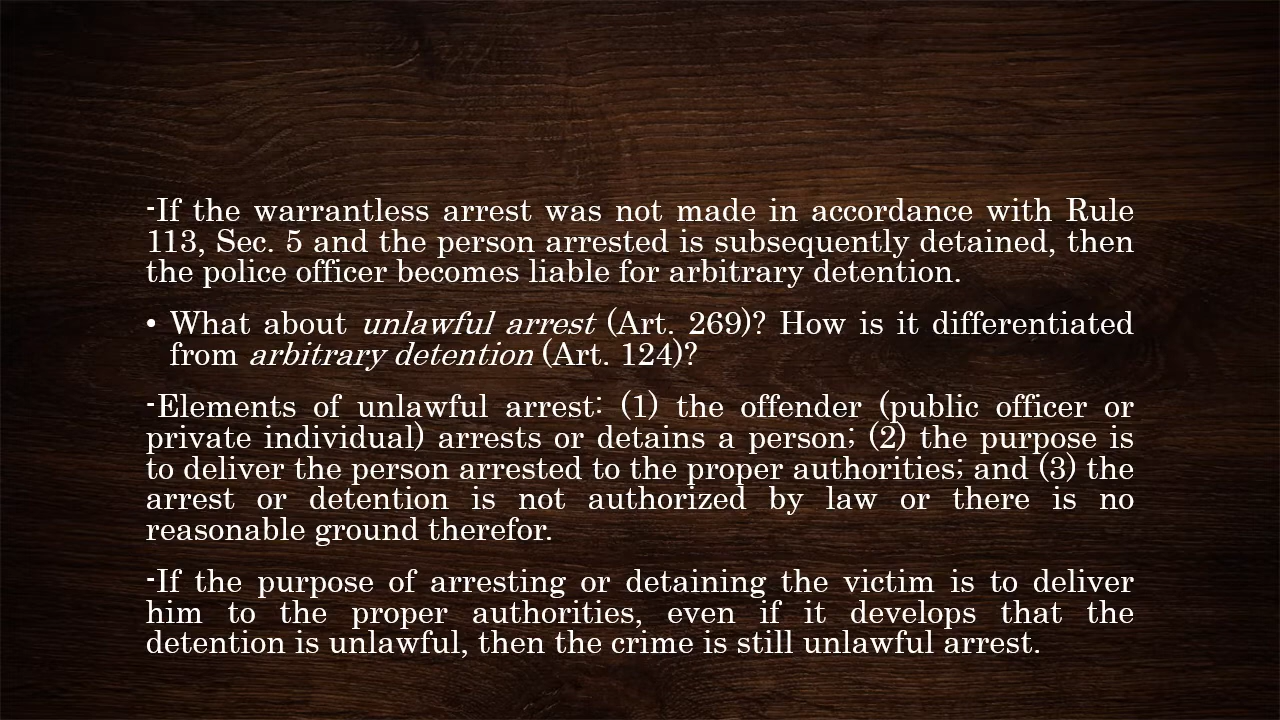 -If the warrantless arrest was not made in accordance with Rule
113, Sec. 5 and the person arrested is subsequently detained, then
the police officer becomes liable for arbitrary detention.
• What about unlawful arrest (Art. 269)? How is it differentiated
from arbitrary detention (Art. 124)?
-Elements of unlawful arrest: (1) the offender (public officer or
private individual) arrests or detains a person; (2) the purpose is
to deliver the person arrested to the proper authorities; and (3) the
arrest or detention is not authorized by law or there is no
reasonable ground therefor.
-If the purpose of arresting or detaining the victim is to deliver
him to the proper authorities, even if it develops that the
detention is unlawful, then the crime is still unlawful arrest.